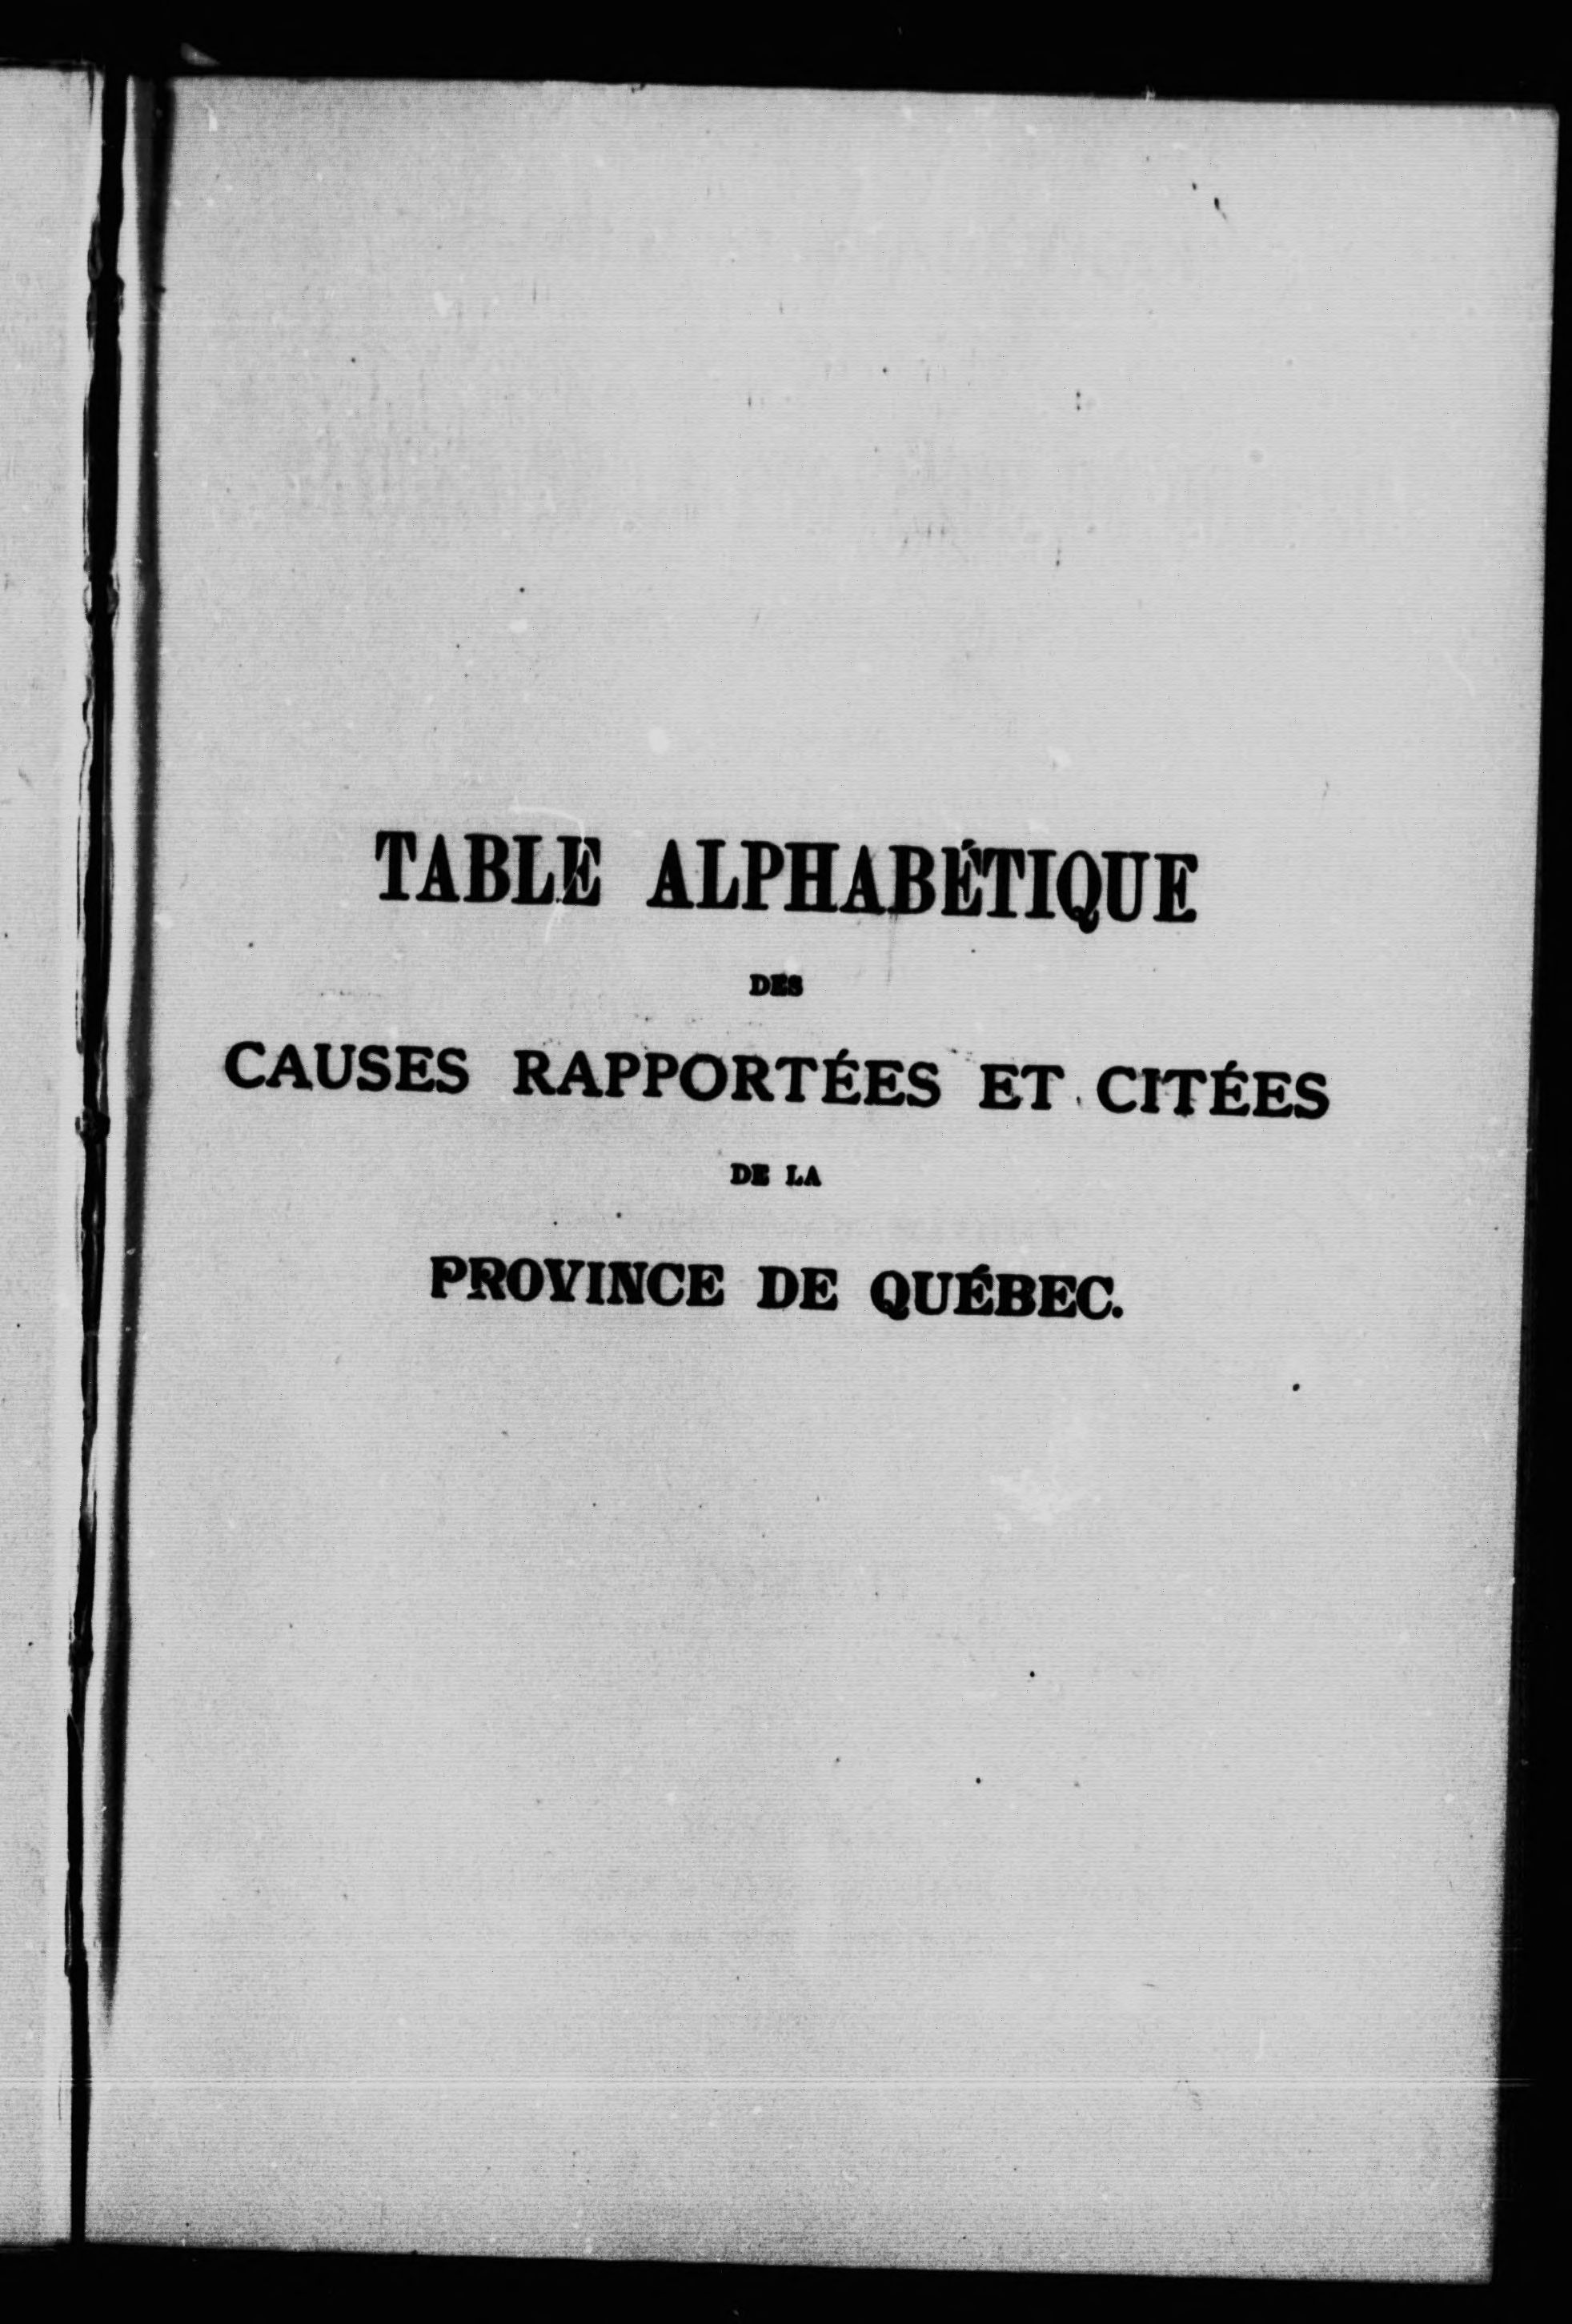 TABLE ALPHABÉTIQUE
DES
CAUSES RAPPORTÉES ET CITÉES
DE LA
PROVINCE DE QUÉBEC.